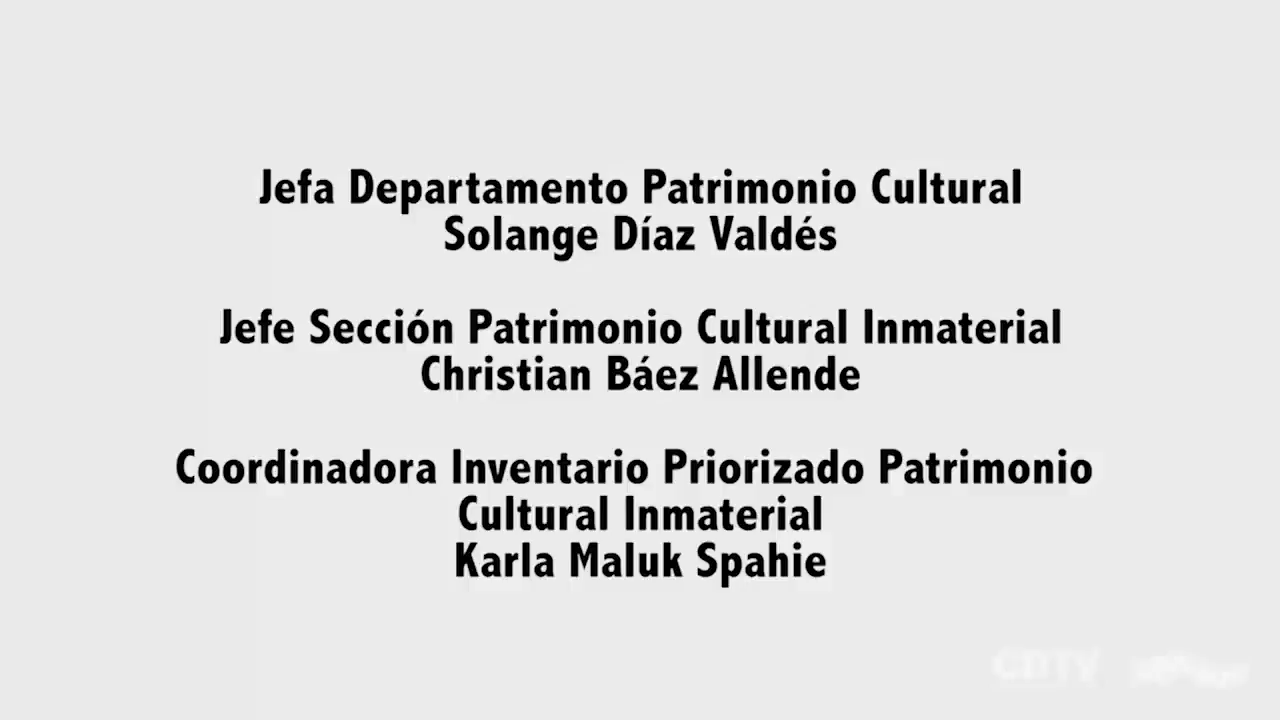 Jefa Departamento Patrimonio Cultural
Solange Díaz Valdés
Jefe Sección Patrimonio Cultural Inmaterial
Christian Báez Allende
Coordinadora Inventario Priorizado Patrimonio
Cultural Inmaterial
Karla Maluk Spahie